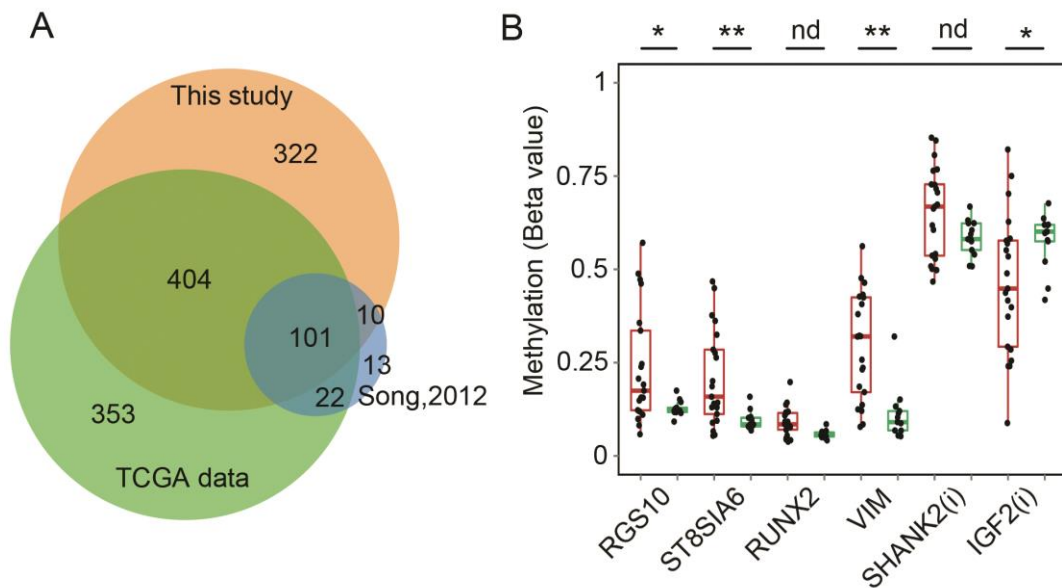 A
This study
322
404
101
10
13
22
Song,2012
353
TCGA data
B
* ** nd ** nd *
Methylation (Beta value)
1
0.75
0.5
0.25
0
RGS10
ST8SIA6
RUNX2
VIM
SHANK2(i)
IGF2(i)